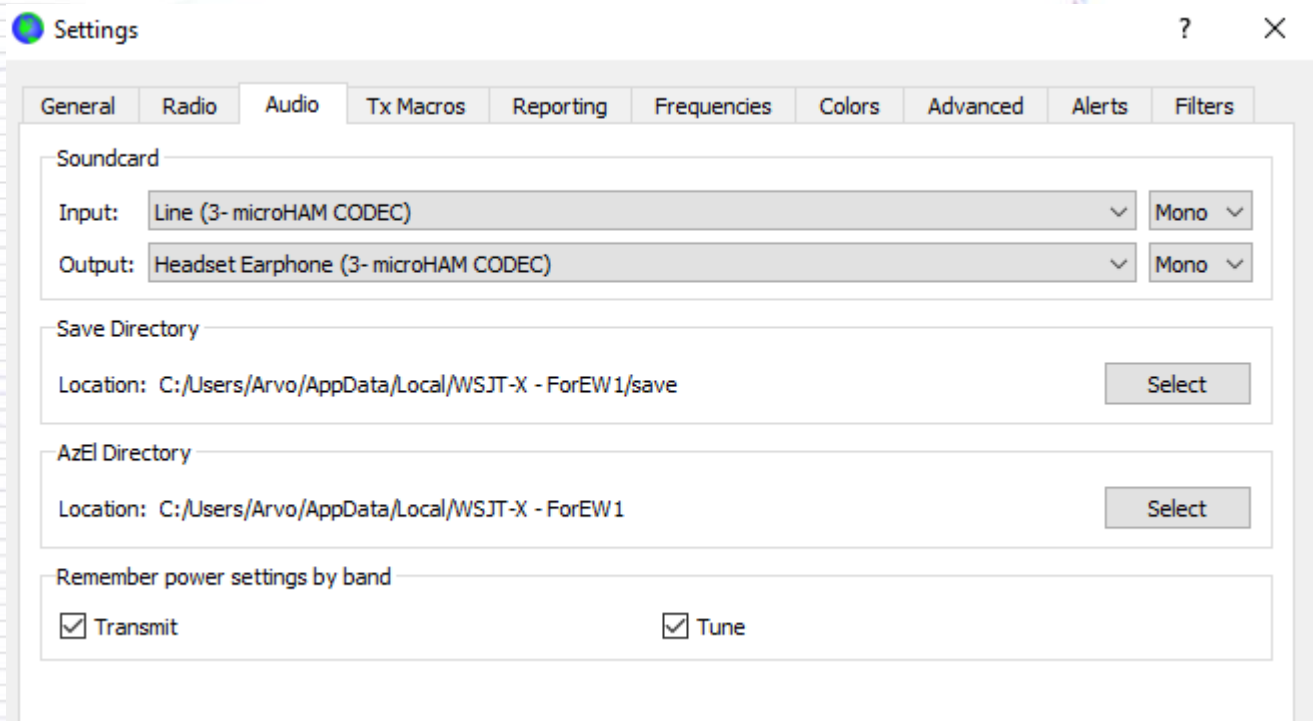 Settings ?
General Radio Audio Tx Macros Reporting Frequencies Colors Advanced Alerts Filters
Soundcard
Input: Line (3- microHAM CODEC) Mono
Output: Headset Earphone (3- microHAM CODEC) Mono
Save Directory
Location: C:/Users/Arvo/AppData/Local/WSJT-X - ForEW1/save Select
AzEl Directory
Location: C:/Users/Arvo/AppData/Local/WSJT-X - ForEW1 Select
Remember power settings by band
Transmit Tune